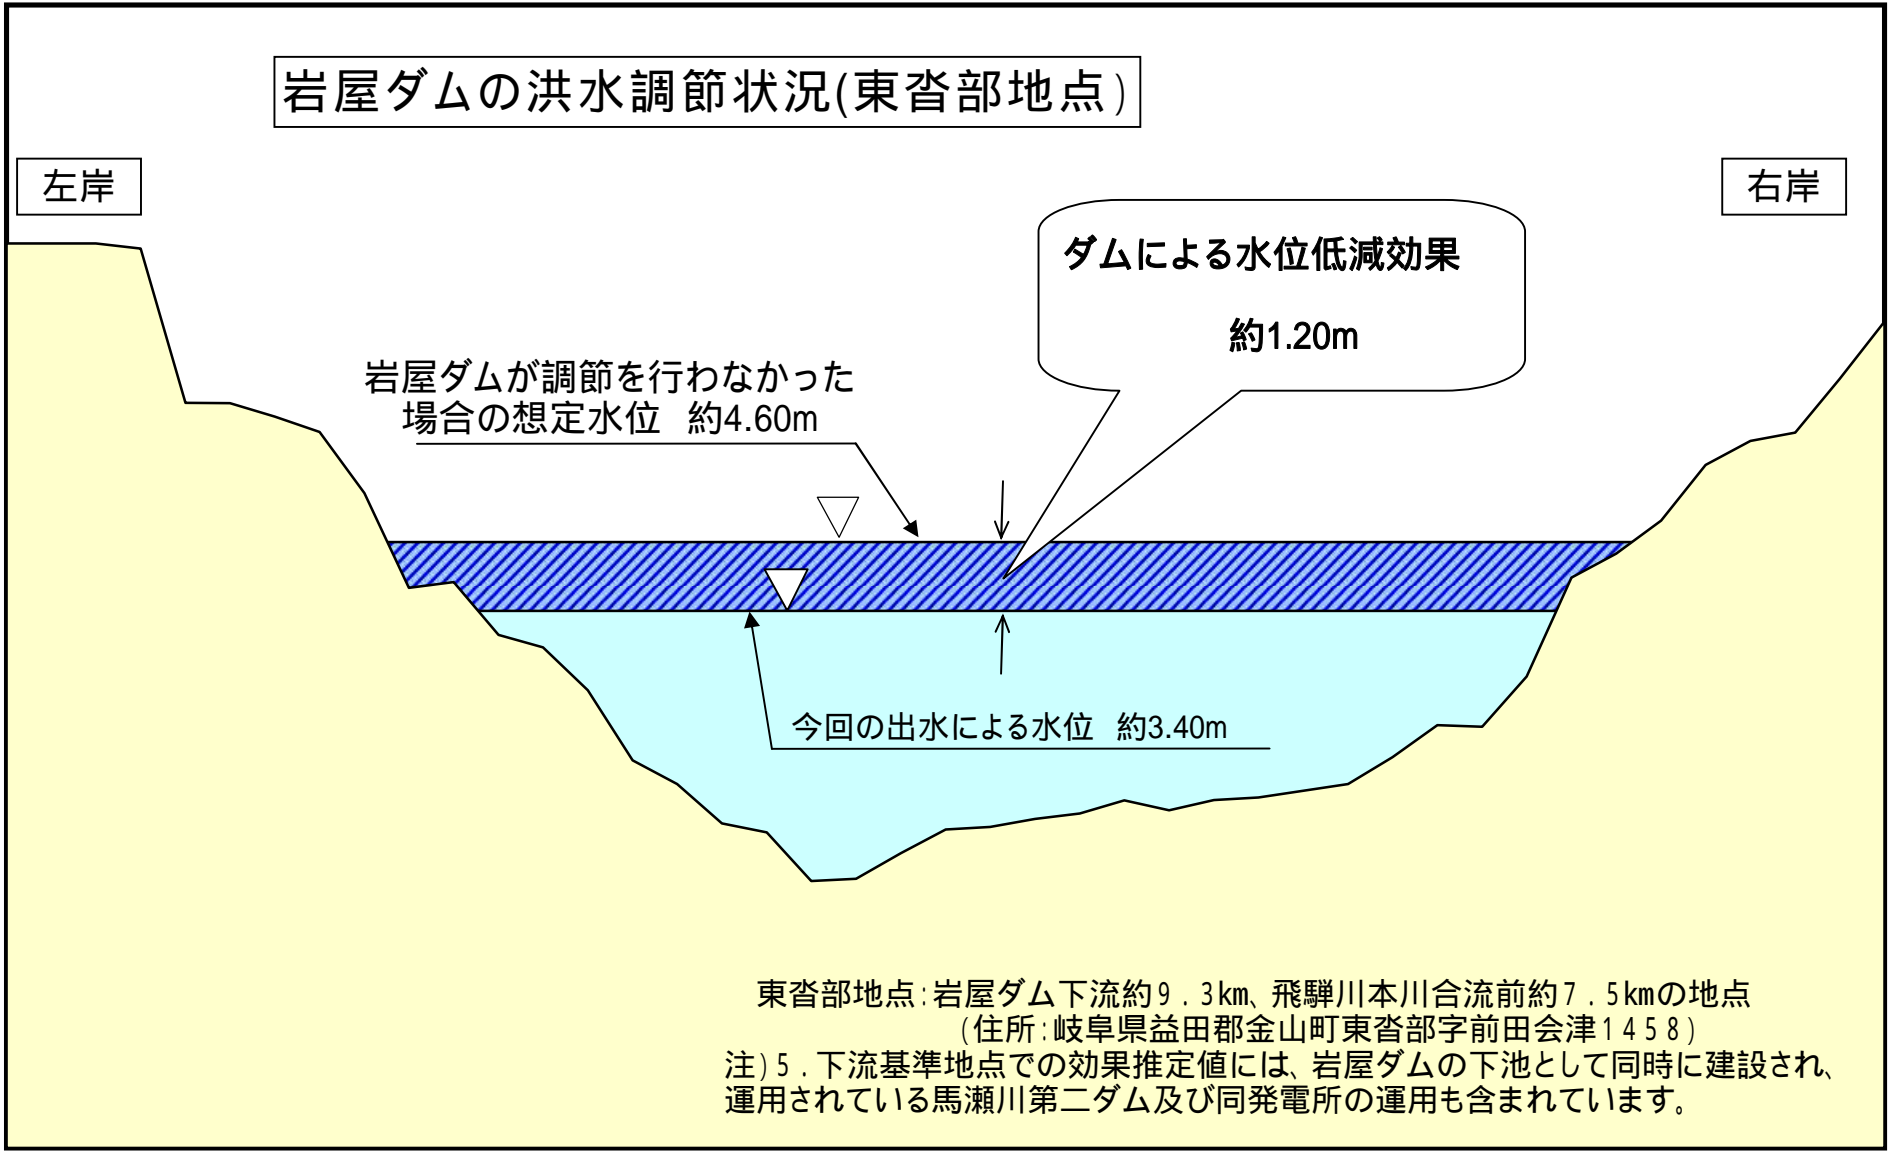 岩屋ダムの洪水調節状況(東沓部地点)
左岸
右岸
ダムによる水位低減効果
約1.20m
岩屋ダムが調節を行わなかった
場合の想定水位　約4.60m
今回の出水による水位　約3.40m
東沓部地点:岩屋ダム下流約９．３km、飛騨川本川合流前約７．５kmの地点
(住所:岐阜県益田郡金山町東沓部字前田会津１４５８)
注)５．下流基準地点での効果推定値には、岩屋ダムの下池として同時に建設され、
運用されている馬瀬川第二ダム及び同発電所の運用も含まれています。